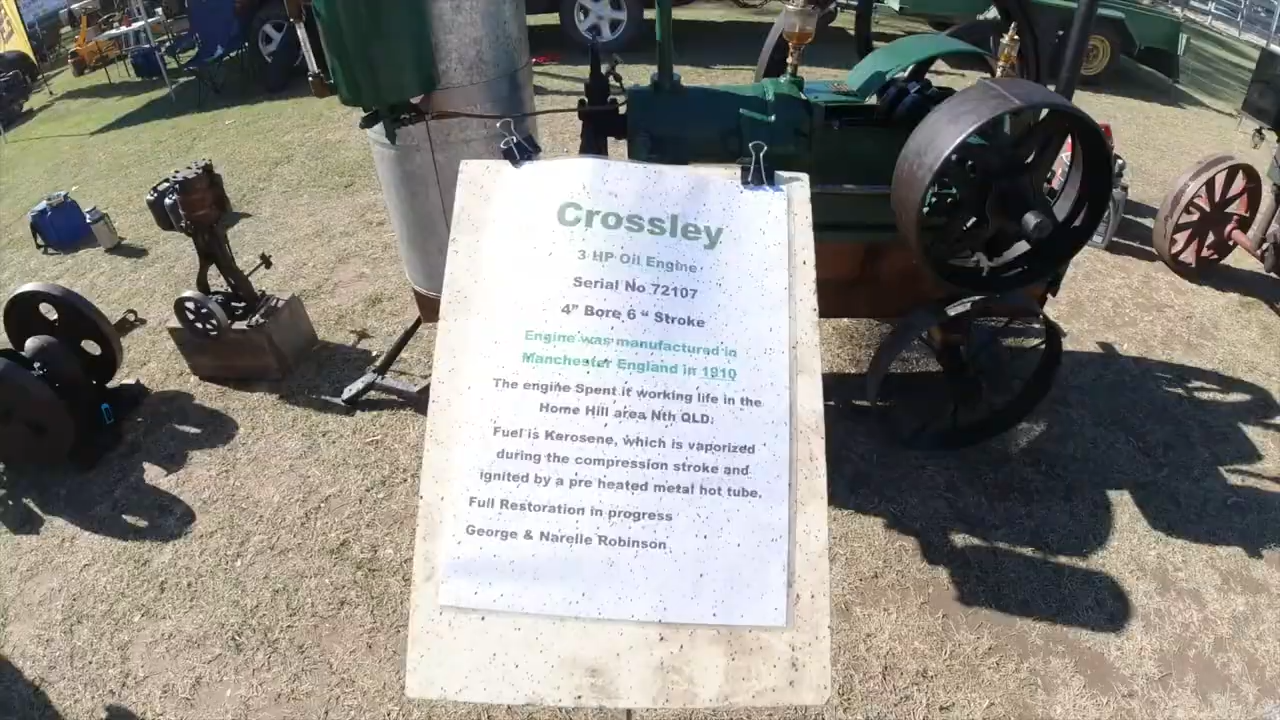 Crossley
3 HP Oil Engine
Serial No 72107
4" Bore 6 " Stroke
Engine was manufactured in
Manchester England in 1910
The engine Spent it working life in the
Home Hill area Nth QLD.
Fuel is Kerosene, which is vaporized
during the compression stroke and
ignited by a pre heated metal hot tube.
Full Restoration in progress
George & Narelle Robinson